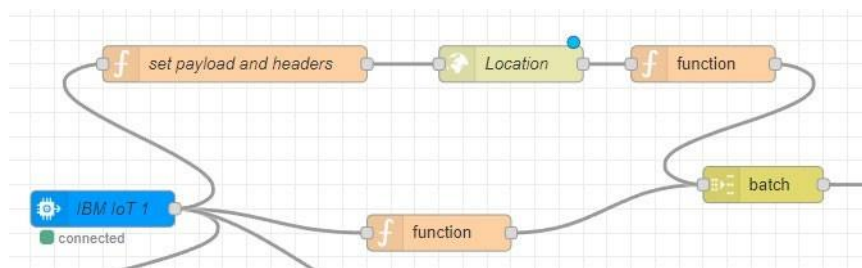 set payload and headers
Location
function
batch
IBM IoT 1
connected
function